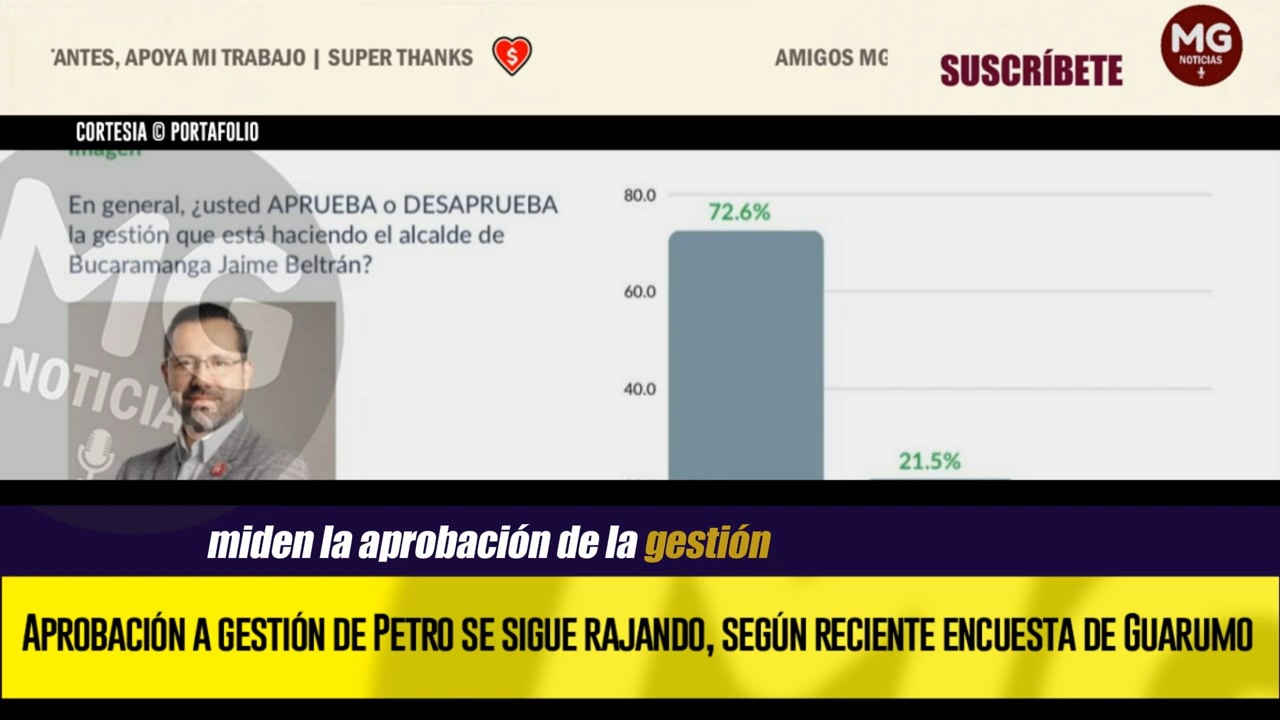 'ANTES, APOYA MI TRABAJO | SUPER THANKS
$
AMIGOS MG
SUSCRÍBETE
MG
NOTICIAS
CORTESIA © PORTAFOLIO
Imagen
En general, ¿usted APRUEBA o DESAPRUEBA
la gestión que está haciendo el alcalde de
Bucaramanga Jaime Beltrán?
80.0
72.6%
60.0
40.0
21.5%
MG
NOTICIAS
miden la aprobación de la gestión
APROBACIÓN A GESTIÓN DE PETRO SE SIGUE RAJANDO, SEGÚN RECIENTE ENCUESTA DE GUARUMO